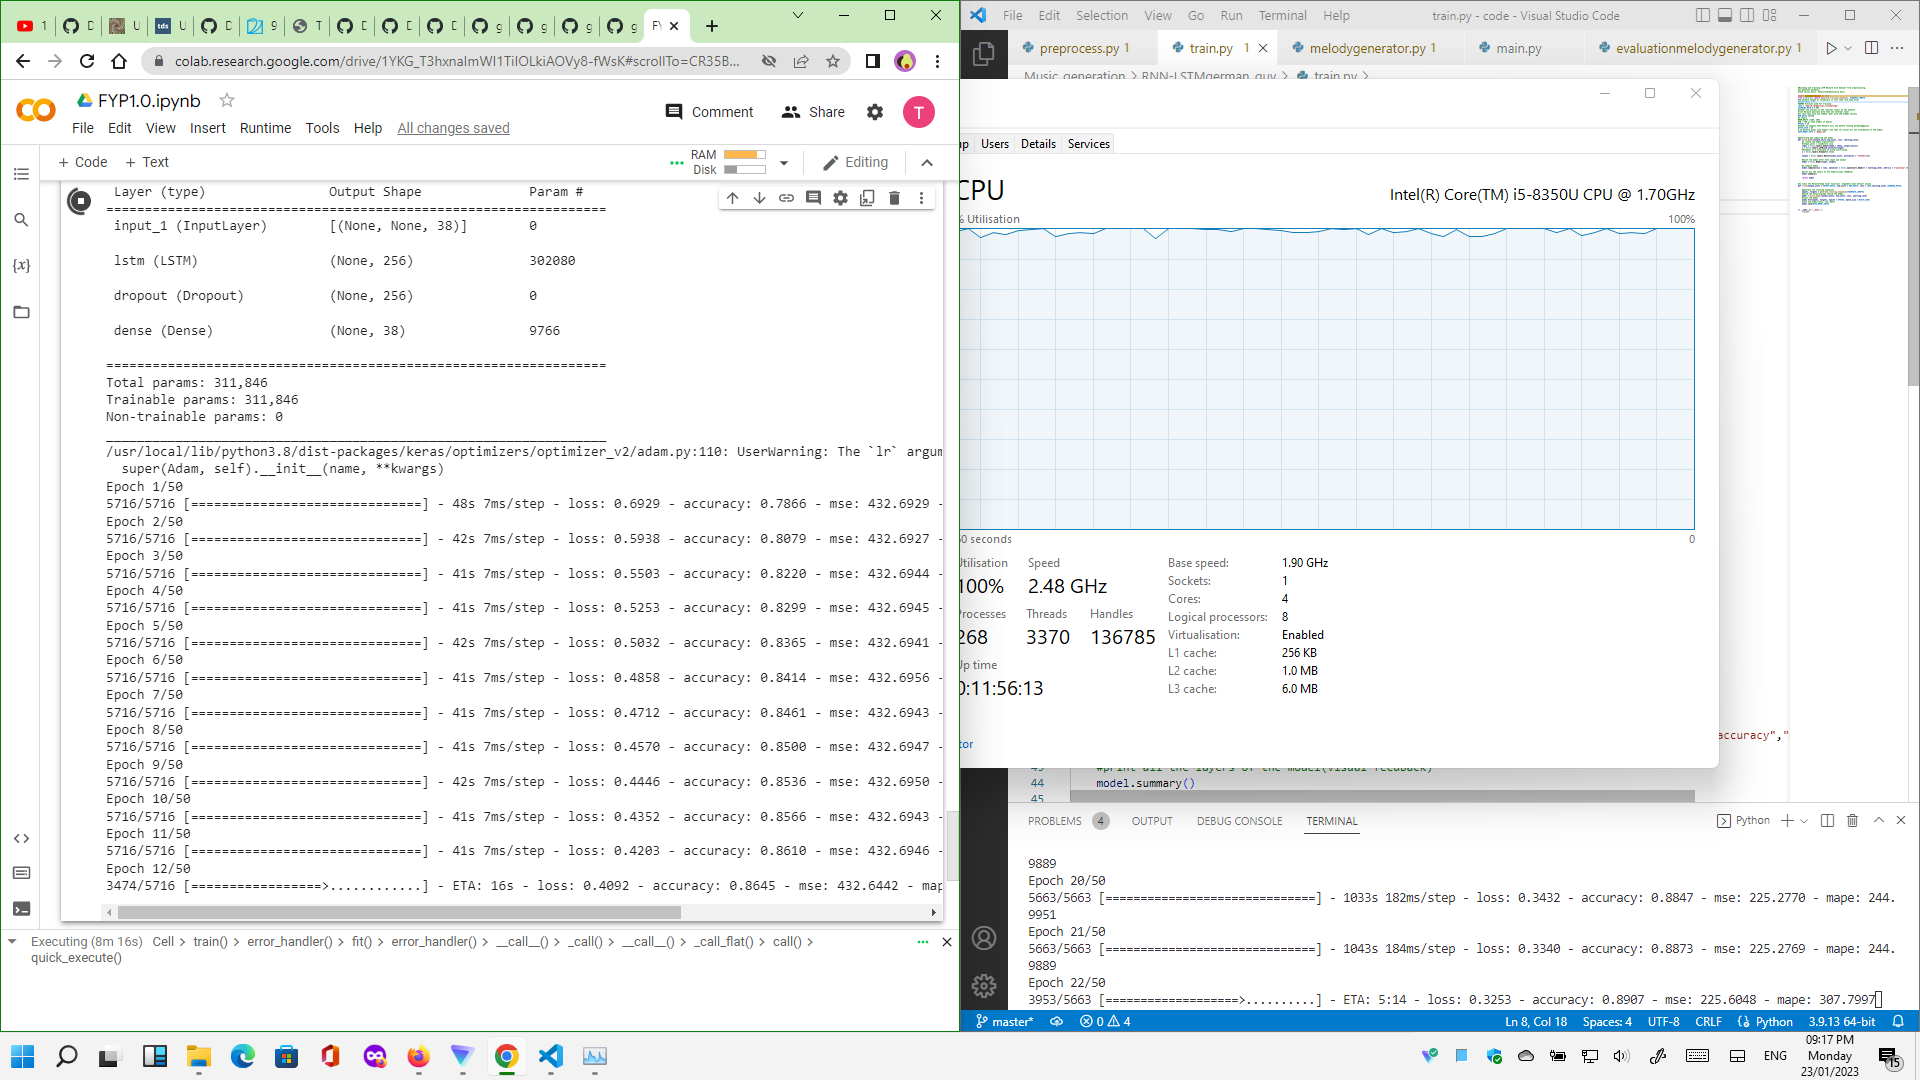 1
D
U
tds
U
D
9
T
D
D
D
g
g
g
g
FY
colab.research.google.com/drive/1YKG_T3hxnaImWI1TiIOLkiAOVy8-fWsK#scrollTo=CR35B...
FYP1.0.ipynb
Comment
Share
T
File Edit View Insert Runtime Tools Help All changes saved
+ Code + Text
RAM
Disk
Editing
Layer (type) Output Shape Param #
=================================================================
input_1 (InputLayer) [(None, None, 38)] 0
lstm (LSTM) (None, 256) 302080
dropout (Dropout) (None, 256) 0
dense (Dense) (None, 38) 9766
=================================================================
Total params: 311,846
Trainable params: 311,846
Non-trainable params: 0
_________________________________________________________________
/usr/local/lib/python3.8/dist-packages/keras/optimizers/optimizer_v2/adam.py:110: UserWarning: The `lr` argum
super(Adam, self).__init__(name, **kwargs)
Epoch 1/50
5716/5716 [==============================] - 48s 7ms/step - loss: 0.6929 - accuracy: 0.7866 - mse: 432.6929 -
Epoch 2/50
5716/5716 [==============================] - 42s 7ms/step - loss: 0.5938 - accuracy: 0.8079 - mse: 432.6927 -
Epoch 3/50
5716/5716 [==============================] - 41s 7ms/step - loss: 0.5503 - accuracy: 0.8220 - mse: 432.6944 -
Epoch 4/50
5716/5716 [==============================] - 41s 7ms/step - loss: 0.5253 - accuracy: 0.8299 - mse: 432.6945 -
Epoch 5/50
5716/5716 [==============================] - 42s 7ms/step - loss: 0.5032 - accuracy: 0.8365 - mse: 432.6941 -
Epoch 6/50
5716/5716 [==============================] - 41s 7ms/step - loss: 0.4858 - accuracy: 0.8414 - mse: 432.6956 -
Epoch 7/50
5716/5716 [==============================] - 41s 7ms/step - loss: 0.4712 - accuracy: 0.8461 - mse: 432.6943 -
Epoch 8/50
5716/5716 [==============================] - 41s 7ms/step - loss: 0.4570 - accuracy: 0.8500 - mse: 432.6947 -
Epoch 9/50
5716/5716 [==============================] - 42s 7ms/step - loss: 0.4446 - accuracy: 0.8536 - mse: 432.6950 -
Epoch 10/50
5716/5716 [==============================] - 41s 7ms/step - loss: 0.4352 - accuracy: 0.8566 - mse: 432.6943 -
Epoch 11/50
5716/5716 [==============================] - 41s 7ms/step - loss: 0.4203 - accuracy: 0.8610 - mse: 432.6946 -
Epoch 12/50
3474/5716 [=================>............] - ETA: 16s - loss: 0.4092 - accuracy: 0.8645 - mse: 432.6442 - map
Executing (8m 16s) Cell > train() > error_handler() > fit() > error_handler() > __call__() > _call() > __call__() > _call_flat() > call() >
quick_execute()
File Edit Selection View Go Run Terminal Help
train.py - code - Visual Studio Code
preprocess.py 1
train.py 1
melodygenerator.py 1
main.py
evaluationmelodygenerator.py 1
Music generation > RNN-LSTMgerman_guy > train.py >
up Users Details Services
CPU
Intel(R) Core(TM) i5-8350U CPU @ 1.70GHz
% Utilisation 100%
60 seconds 0
Utilisation Speed
100% 2.48 GHz
Processes Threads Handles
268 3370 136785
Up time
0:11:56:13
Base speed: 1.90 GHz
Sockets: 1
Cores: 4
Logical processors: 8
Virtualisation: Enabled
L1 cache: 256 KB
L2 cache: 1.0 MB
L3 cache: 6.0 MB
tor
accuracy","
43 #print all the layers of the model(visual feedback)
44 model.summary()
45
PROBLEMS 4 OUTPUT DEBUG CONSOLE TERMINAL
Python
9889
Epoch 20/50
5663/5663 [==============================] - 1033s 182ms/step - loss: 0.3432 - accuracy: 0.8847 - mse: 225.2770 - mape: 244.
9951
Epoch 21/50
5663/5663 [==============================] - 1043s 184ms/step - loss: 0.3340 - accuracy: 0.8873 - mse: 225.2769 - mape: 244.
9889
Epoch 22/50
3953/5663 [===================>..........] - ETA: 5:14 - loss: 0.3253 - accuracy: 0.8907 - mse: 225.6048 - mape: 307.7997
master* 0 4
Ln 8, Col 18 Spaces: 4 UTF-8 CRLF Python 3.9.13 64-bit
ENG
09:17 PM
Monday
23/01/2023
15